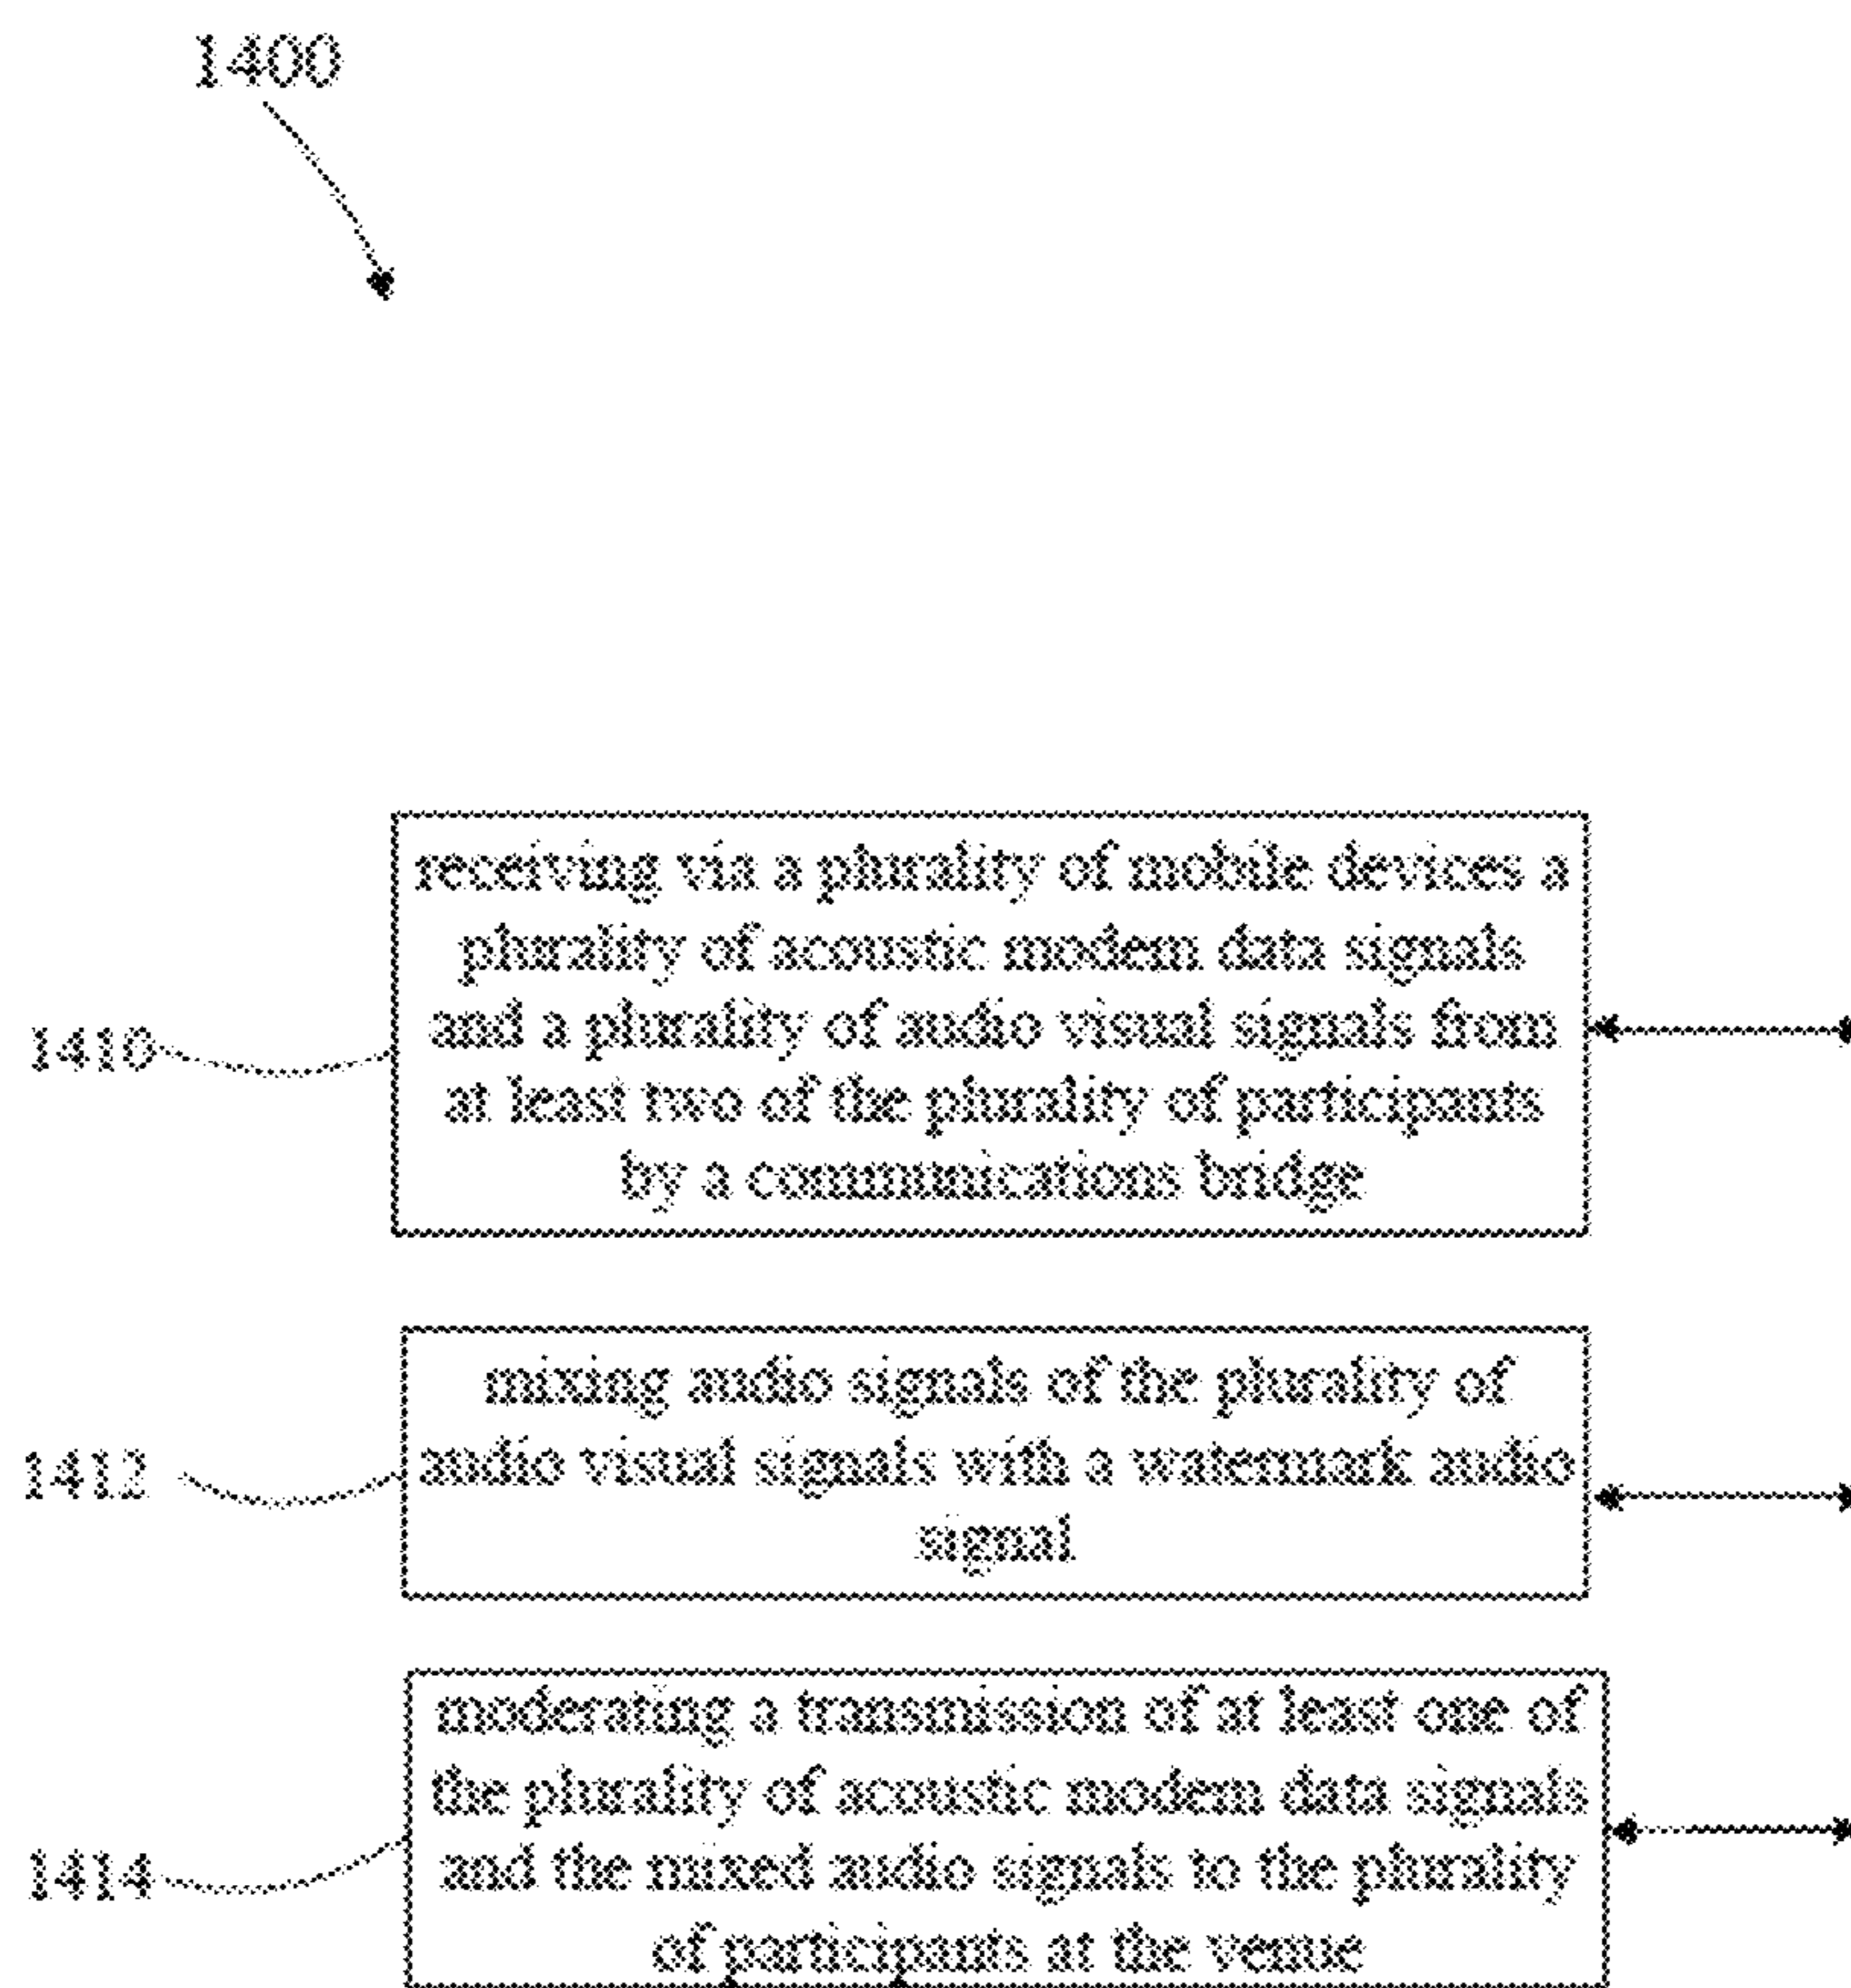 1400
receiving via a plurality of mobile devices a
plurality of acoustic modem data signals
and a plurality of audio visual signals from
at least two of the plurality of participants
by a communications bridge
1410
mixing audio signals of the plurality of
audio visual signals with a watermark audio
signal
1412
moderating a transmission of at least one of
the plurality of acoustic modem data signals
and the mixed audio signals to the plurality
of participants at the venue
1414